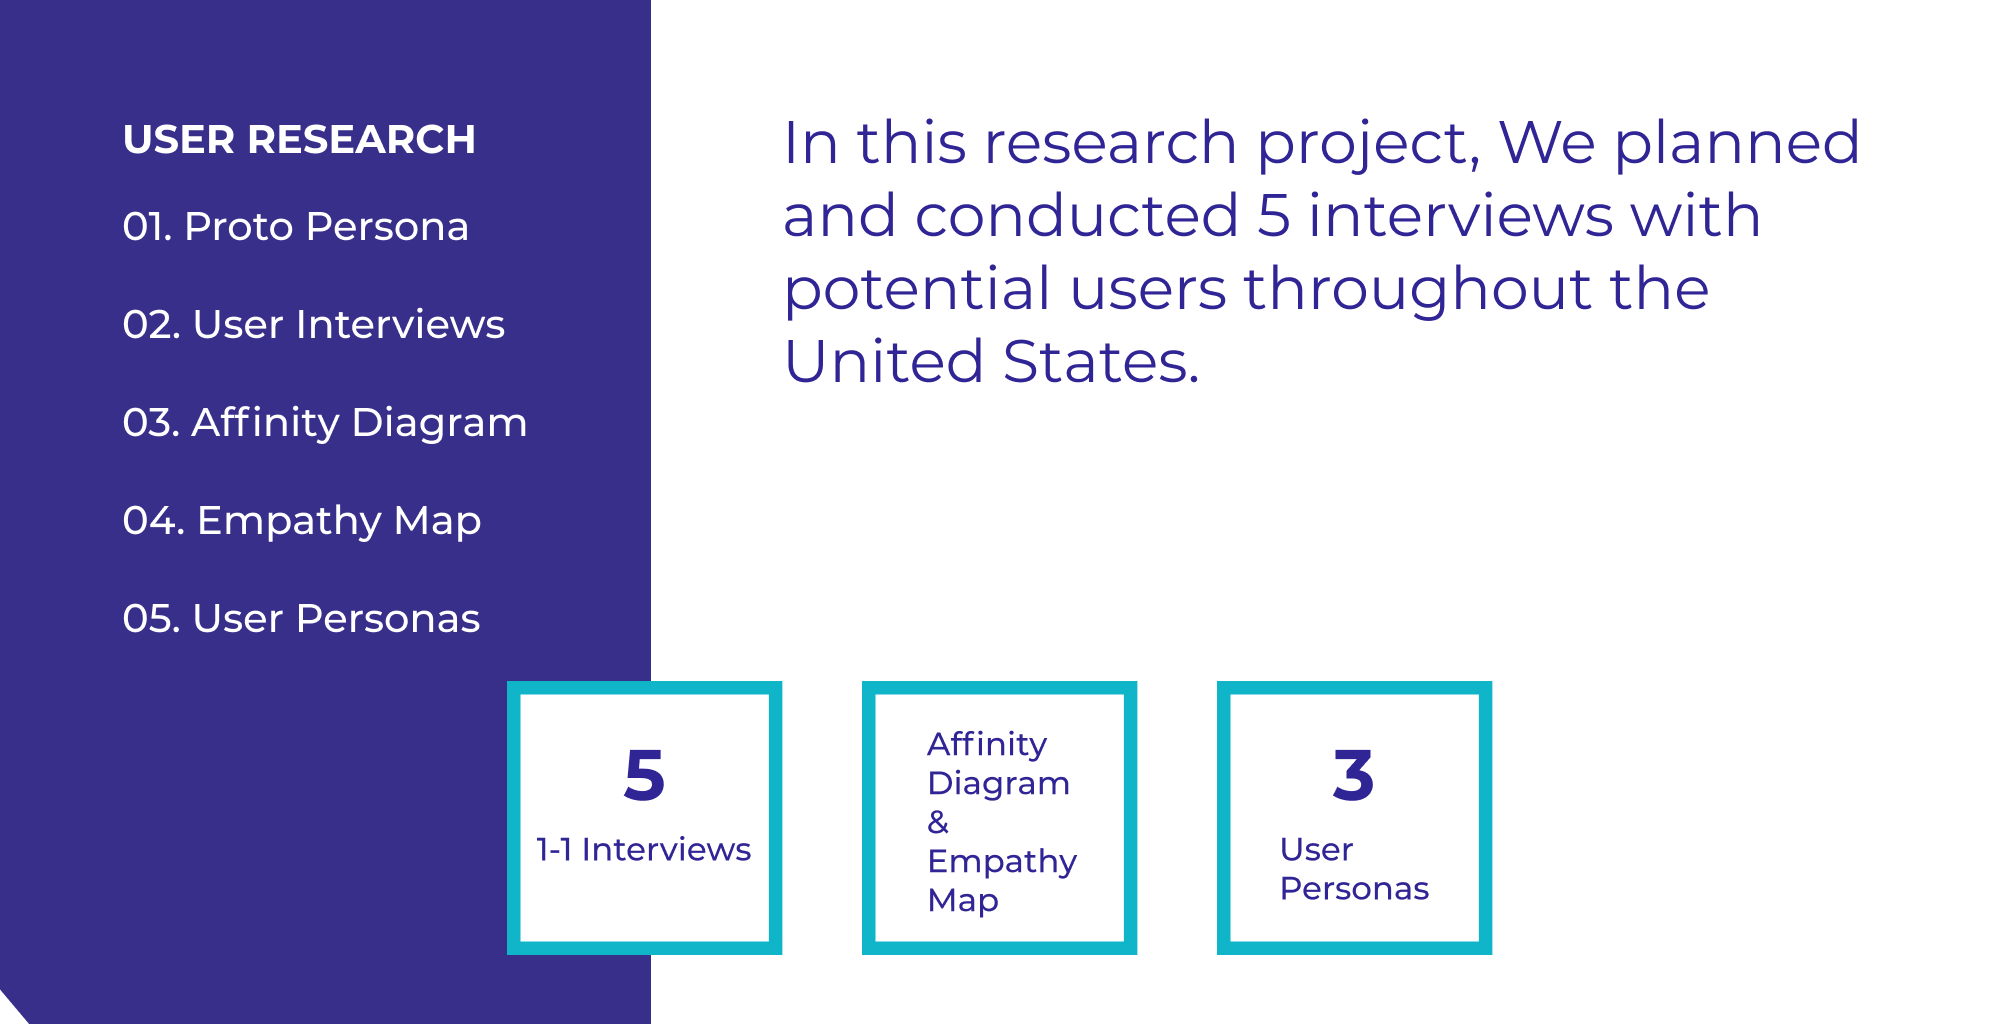 USER RESEARCH
01. Proto Persona
02. User Interviews
03. Affinity Diagram
04. Empathy Map
05. User Personas
In this research project, We planned
and conducted 5 interviews with
potential users throughout the
United States.
5
1-1 Interviews
Affinity
Diagram
&
Empathy
Map
3
User
Personas